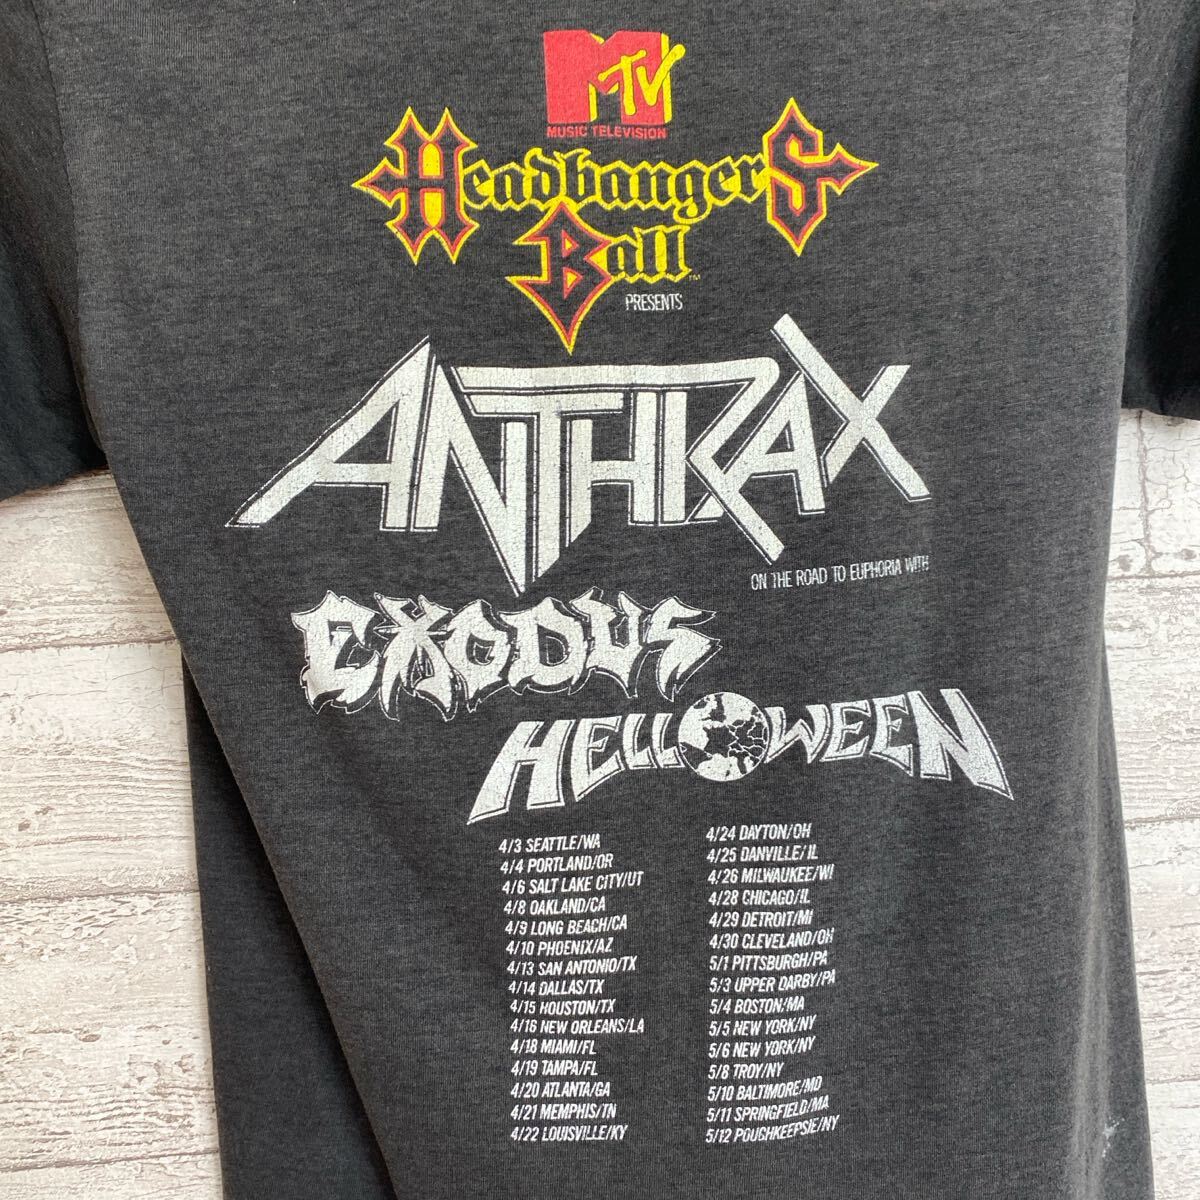 MTV
MUSIC TELEVISION
HeadbangerS
Ball™
PRESENTS
ANTHRAX
ON THE ROAD TO EUPHORIA WITH
EXODUS
HELLOWEEN
4/3 SEATTLE/WA
4/4 PORTLAND/OR
4/6 SALT LAKE CITY/UT
4/8 OAKLAND/CA
4/9 LONG BEACH/CA
4/10 PHOENIX/AZ
4/13 SAN ANTONIO/TX
4/14 DALLAS/TX
4/15 HOUSTON/TX
4/16 NEW ORLEANS/LA
4/18 MIAMI/FL
4/19 TAMPA/FL
4/20 ATLANTA/GA
4/21 MEMPHIS/TN
4/22 LOUISVILLE/KY
4/24 DAYTON/OH
4/25 DANVILLE/IL
4/26 MILWAUKEE/WI
4/28 CHICAGO/IL
4/29 DETROIT/MI
4/30 CLEVELAND/OH
5/1 PITTSBURGH/PA
5/3 UPPER DARBY/PA
5/4 BOSTON/MA
5/5 NEW YORK/NY
5/6 NEW YORK/NY
5/8 TROY/NY
5/10 BALTIMORE/MD
5/11 SPRINGFIELD/MA
5/12 POUGHKEEPSIE/NY